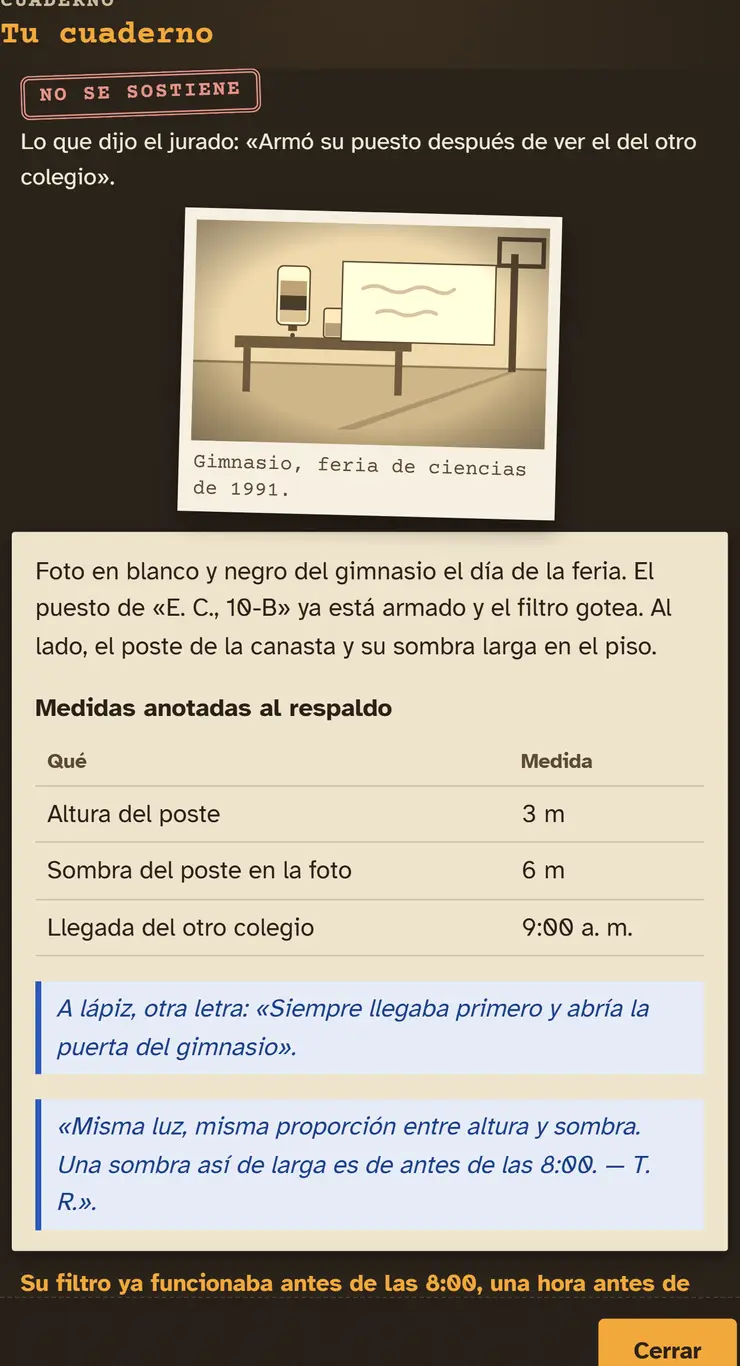 CUADERNO
Tu cuaderno
NO SE SOSTIENE
Lo que dijo el jurado: «Armó su puesto después de ver el del otro
colegio».
Gimnasio, feria de ciencias
de 1991.
Foto en blanco y negro del gimnasio el día de la feria. El
puesto de «E. C., 10-B» ya está armado y el filtro gotea. Al
lado, el poste de la canasta y su sombra larga en el piso.
Medidas anotadas al respaldo
Qué Medida
Altura del poste 3 m
Sombra del poste en la foto 6 m
Llegada del otro colegio 9:00 a. m.
A lápiz, otra letra: «Siempre llegaba primero y abría la
puerta del gimnasio».
«Misma luz, misma proporción entre altura y sombra.
Una sombra así de larga es de antes de las 8:00. — T.
R.».
Su filtro ya funcionaba antes de las 8:00, una hora antes de
Cerrar